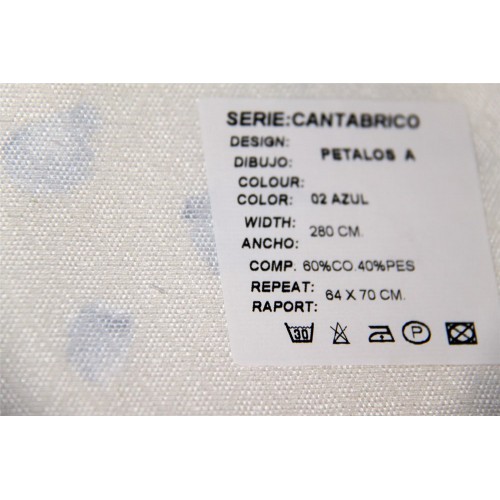 SERIE:CANTABRICO
DESIGN:
DIBUJO: PETALOS A
COLOUR:
COLOR: 02 AZUL
WIDTH:
ANCHO: 280 CM.
COMP. 60%CO.40%PES
REPEAT:
RAPORT: 64 X 70 CM.
30 P